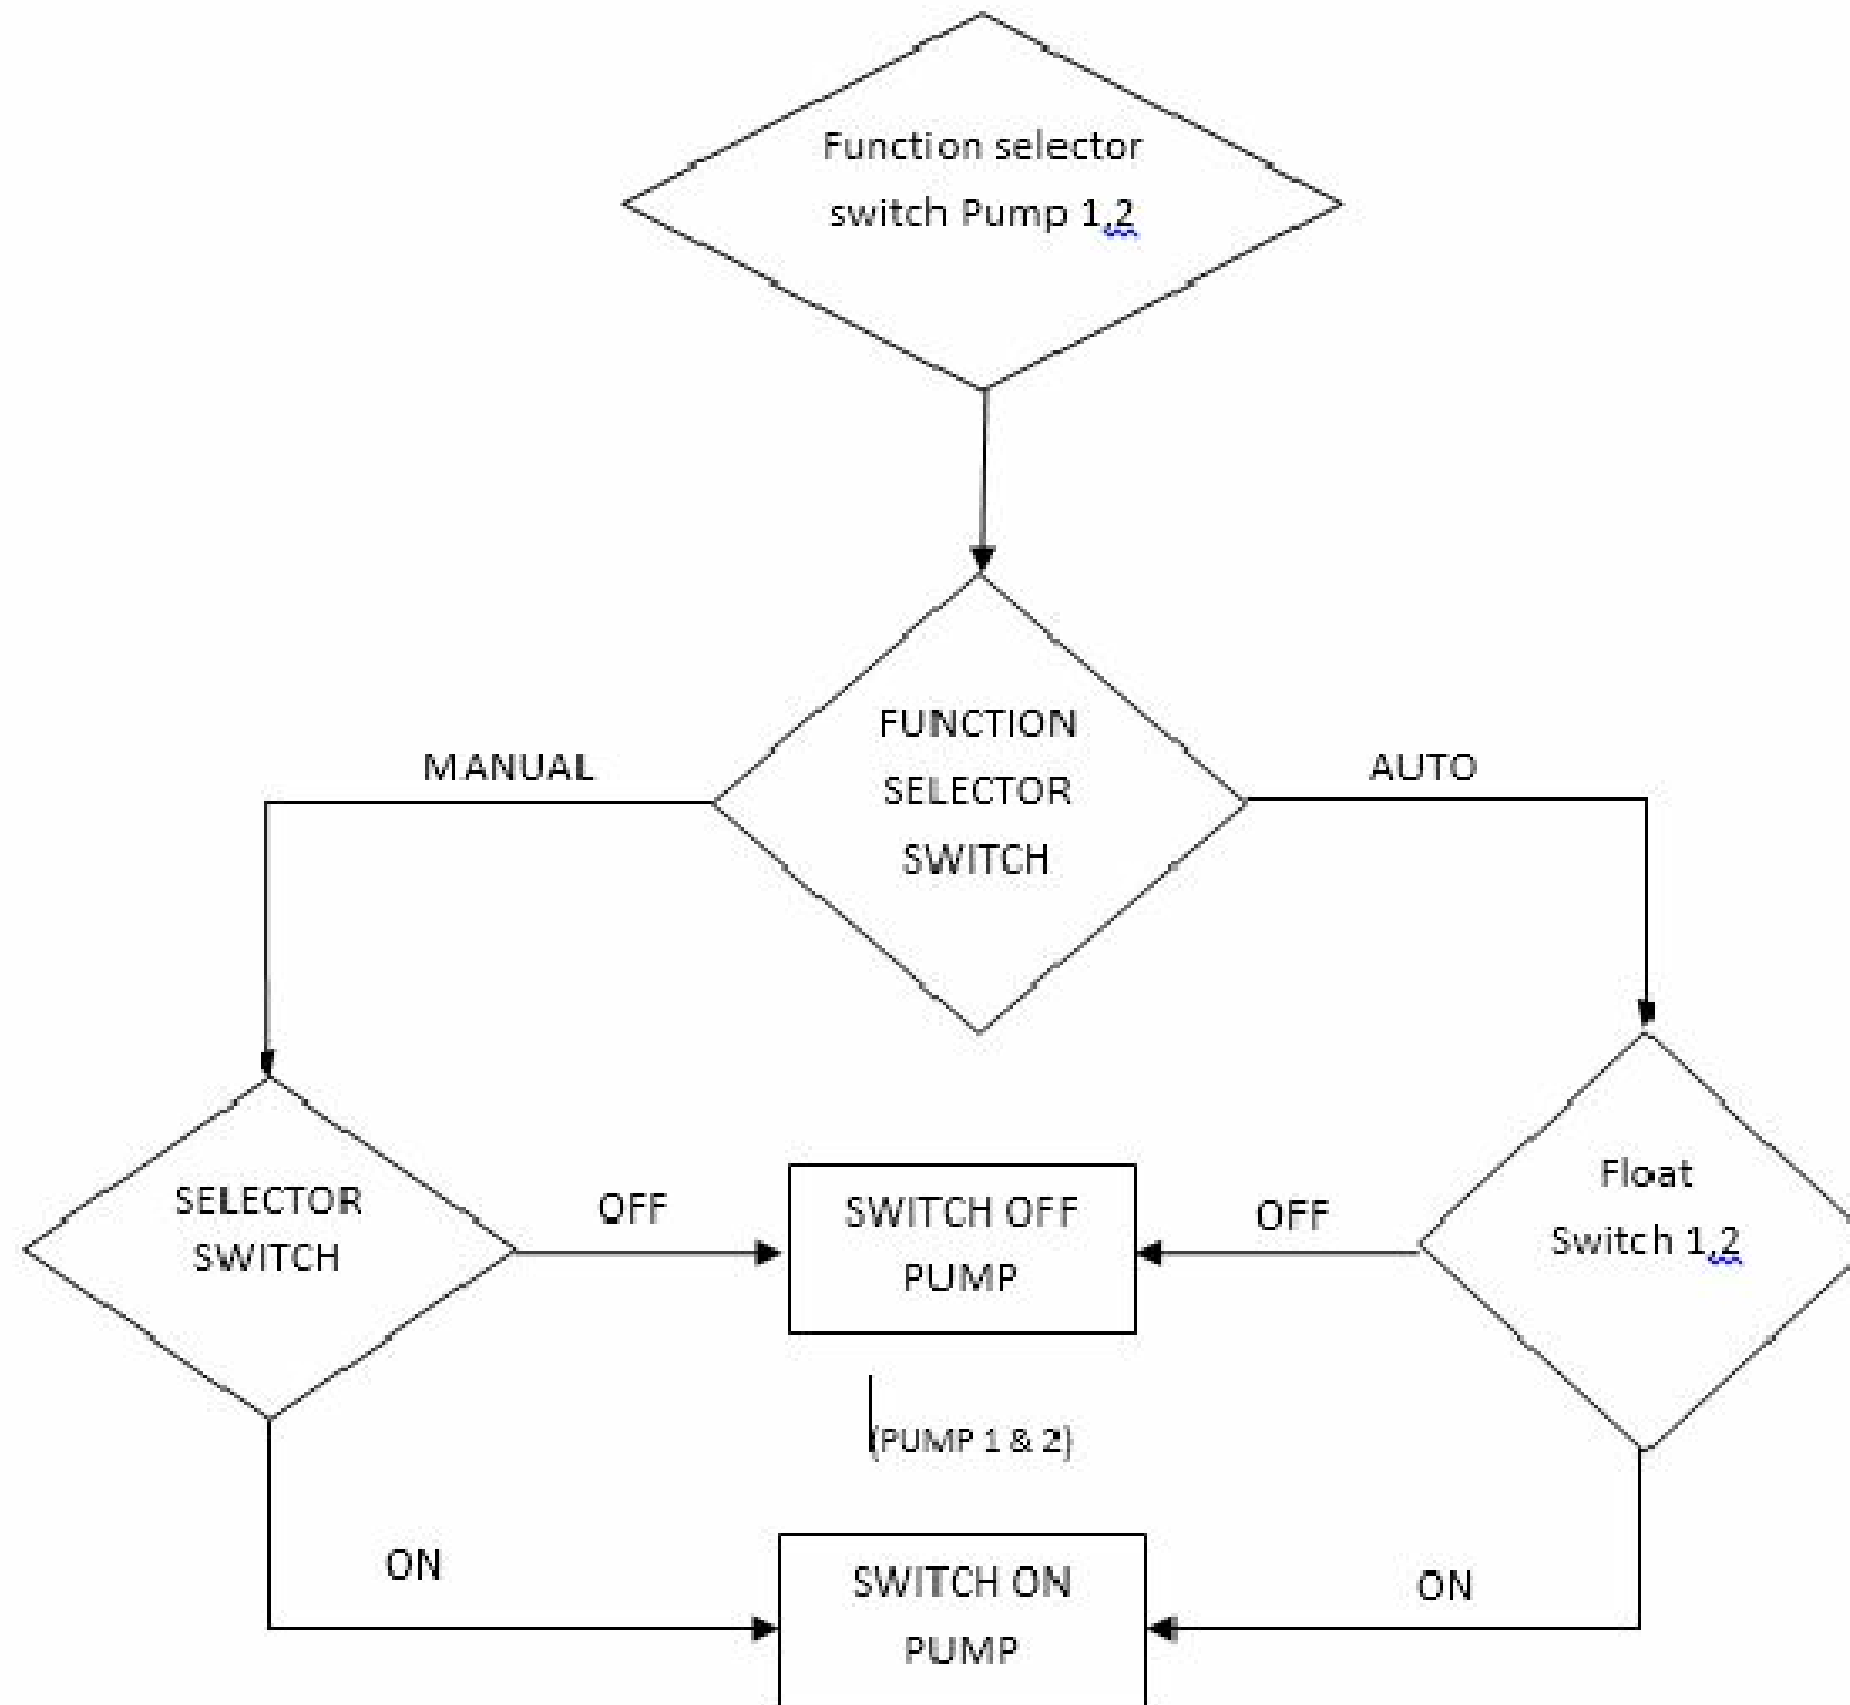 Function selector
switch Pump 1,2
FUNCTION
SELECTOR
SWITCH
MANUAL
AUTO
SELECTOR
SWITCH
OFF
SWITCH OFF
PUMP
OFF
Float
Switch 1,2
(PUMP 1 & 2)
ON
SWITCH ON
PUMP
ON